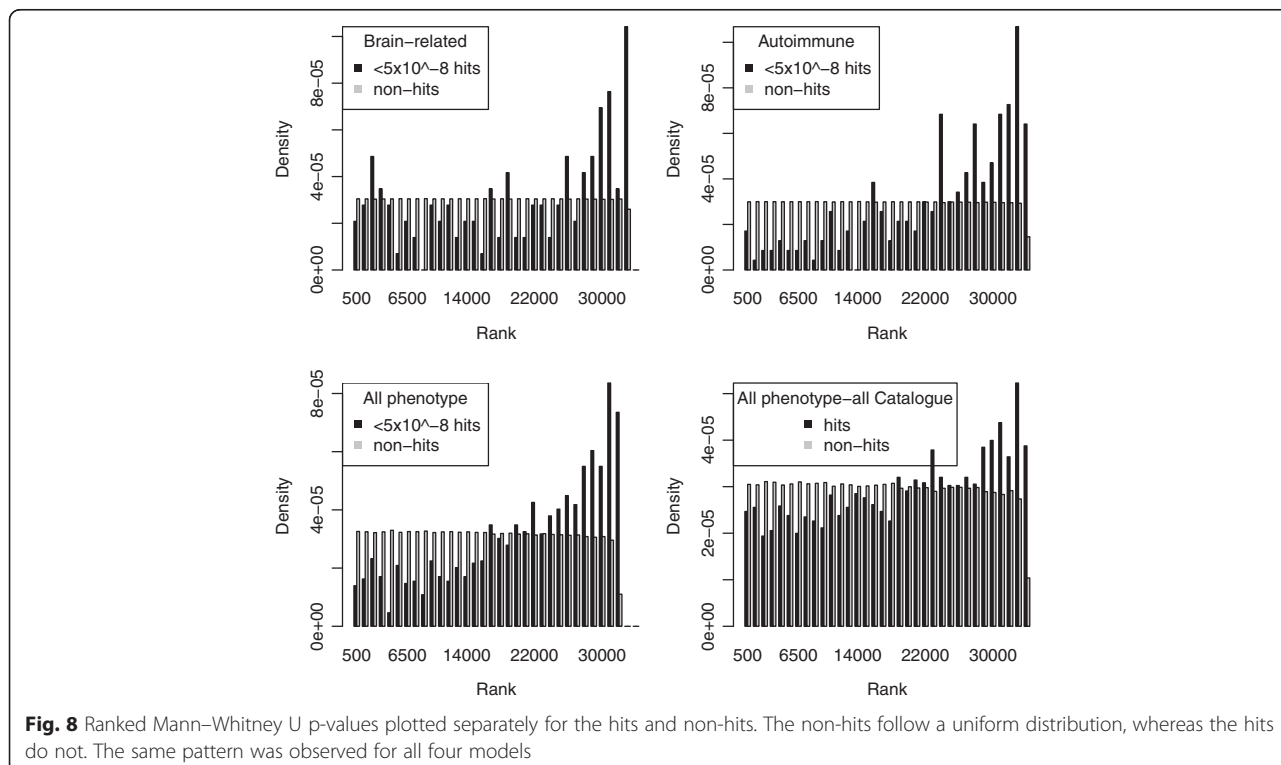 Brain−related
<5x10^−8 hits
non−hits
Density
0e+00 4e−05 8e−05
500 6500 14000 22000 30000
Rank
Autoimmune
<5x10^−8 hits
non−hits
Density
0e+00 4e−05 8e−05
500 6500 14000 22000 30000
Rank
All phenotype
<5x10^−8 hits
non−hits
Density
0e+00 4e−05 8e−05
500 6500 14000 22000 30000
Rank
All phenotype−all Catalogue
hits
non−hits
Density
0e+00 2e−05 4e−05
500 6500 14000 22000 30000
Rank
Fig. 8 Ranked Mann–Whitney U p-values plotted separately for the hits and non-hits. The non-hits follow a uniform distribution, whereas the hits
do not. The same pattern was observed for all four models